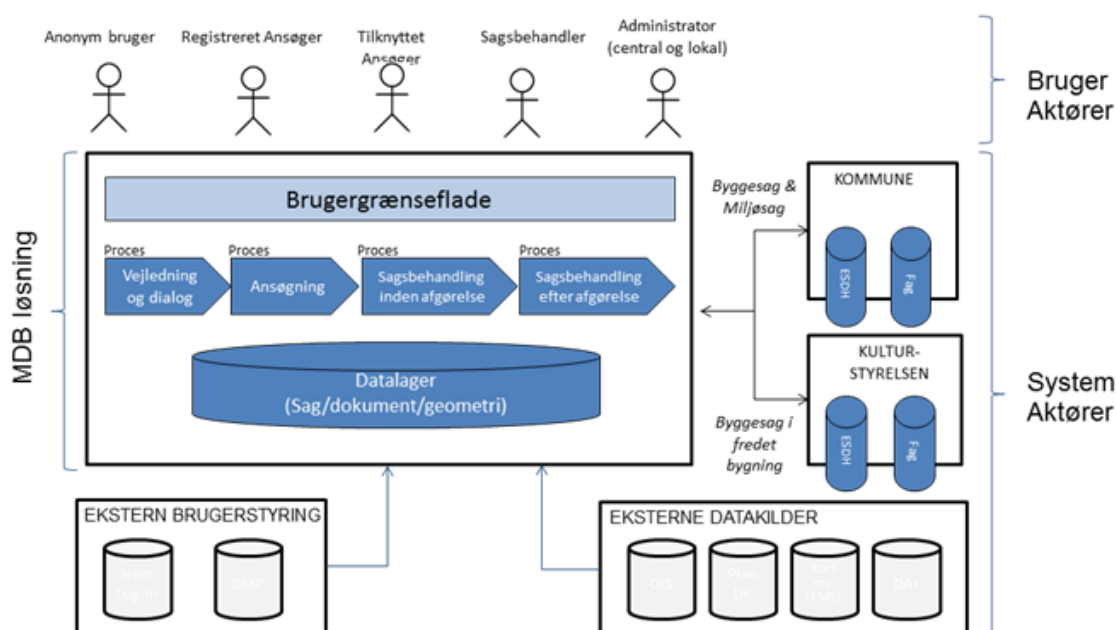 Anonym bruger
Registreret Ansøger
Tilknyttet
Ansøger
Sagsbehandler
Administrator
(central og lokal)
Bruger
Aktører
MDB løsning
Brugergrænseflade
Proces
Vejledning
og dialog
Proces
Ansøgning
Proces
Sagsbehandling
inden afgørelse
Proces
Sagsbehandling
efter afgørelse
Datalager
(Sag/dokument/geometri)
Byggesag &
Miljøsag
KOMMUNE
ESDH
Fag
KULTUR-
STYRELSEN
ESDH
Fag
Byggesag i
fredet
bygning
System
Aktører
EKSTERN BRUGERSTYRING
Nem
Log-in
DMP
EKSTERNE DATAKILDER
OIS
Plan
DK
Kort
(KMS)
DAI